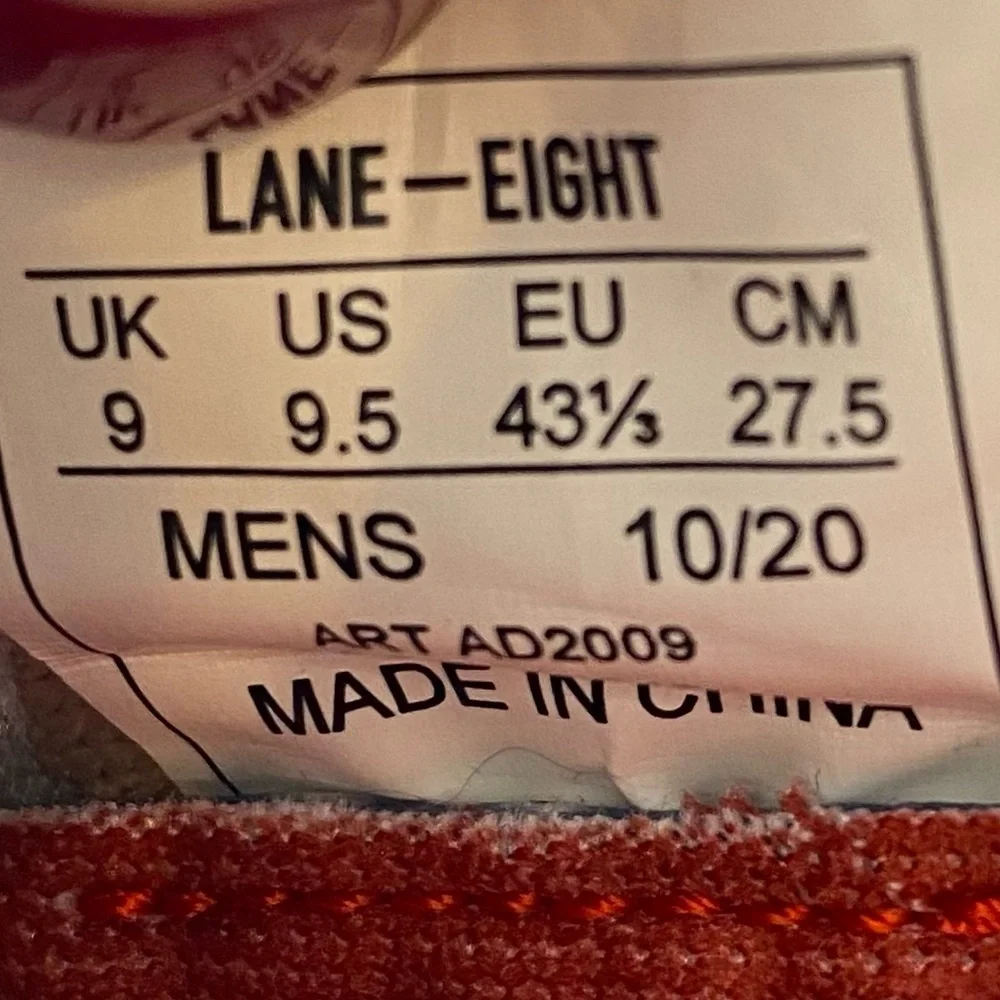 LANE—EIGHT
UK US EU CM
9 9.5 43⅓ 27.5
MENS 10/20
ART AD2009
MADE IN CHINA